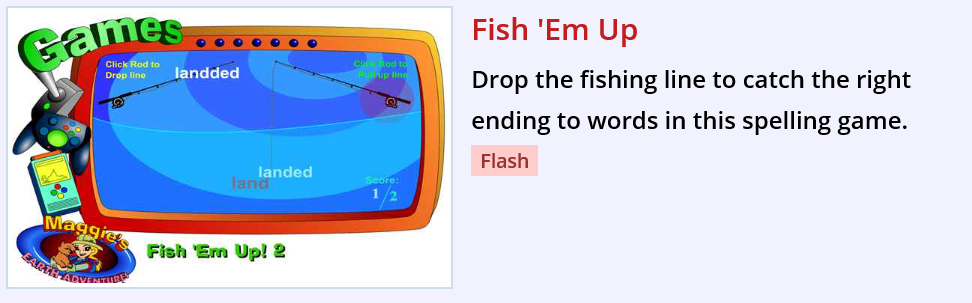 Games
Click Rod to
Drop line
landded
Click Rod to
Pull up line
landed
land
Score:
1/2
Maggie's
EARTH ADVENTURES
Fish 'Em Up! 2
Fish 'Em Up
Drop the fishing line to catch the right
ending to words in this spelling game.
Flash